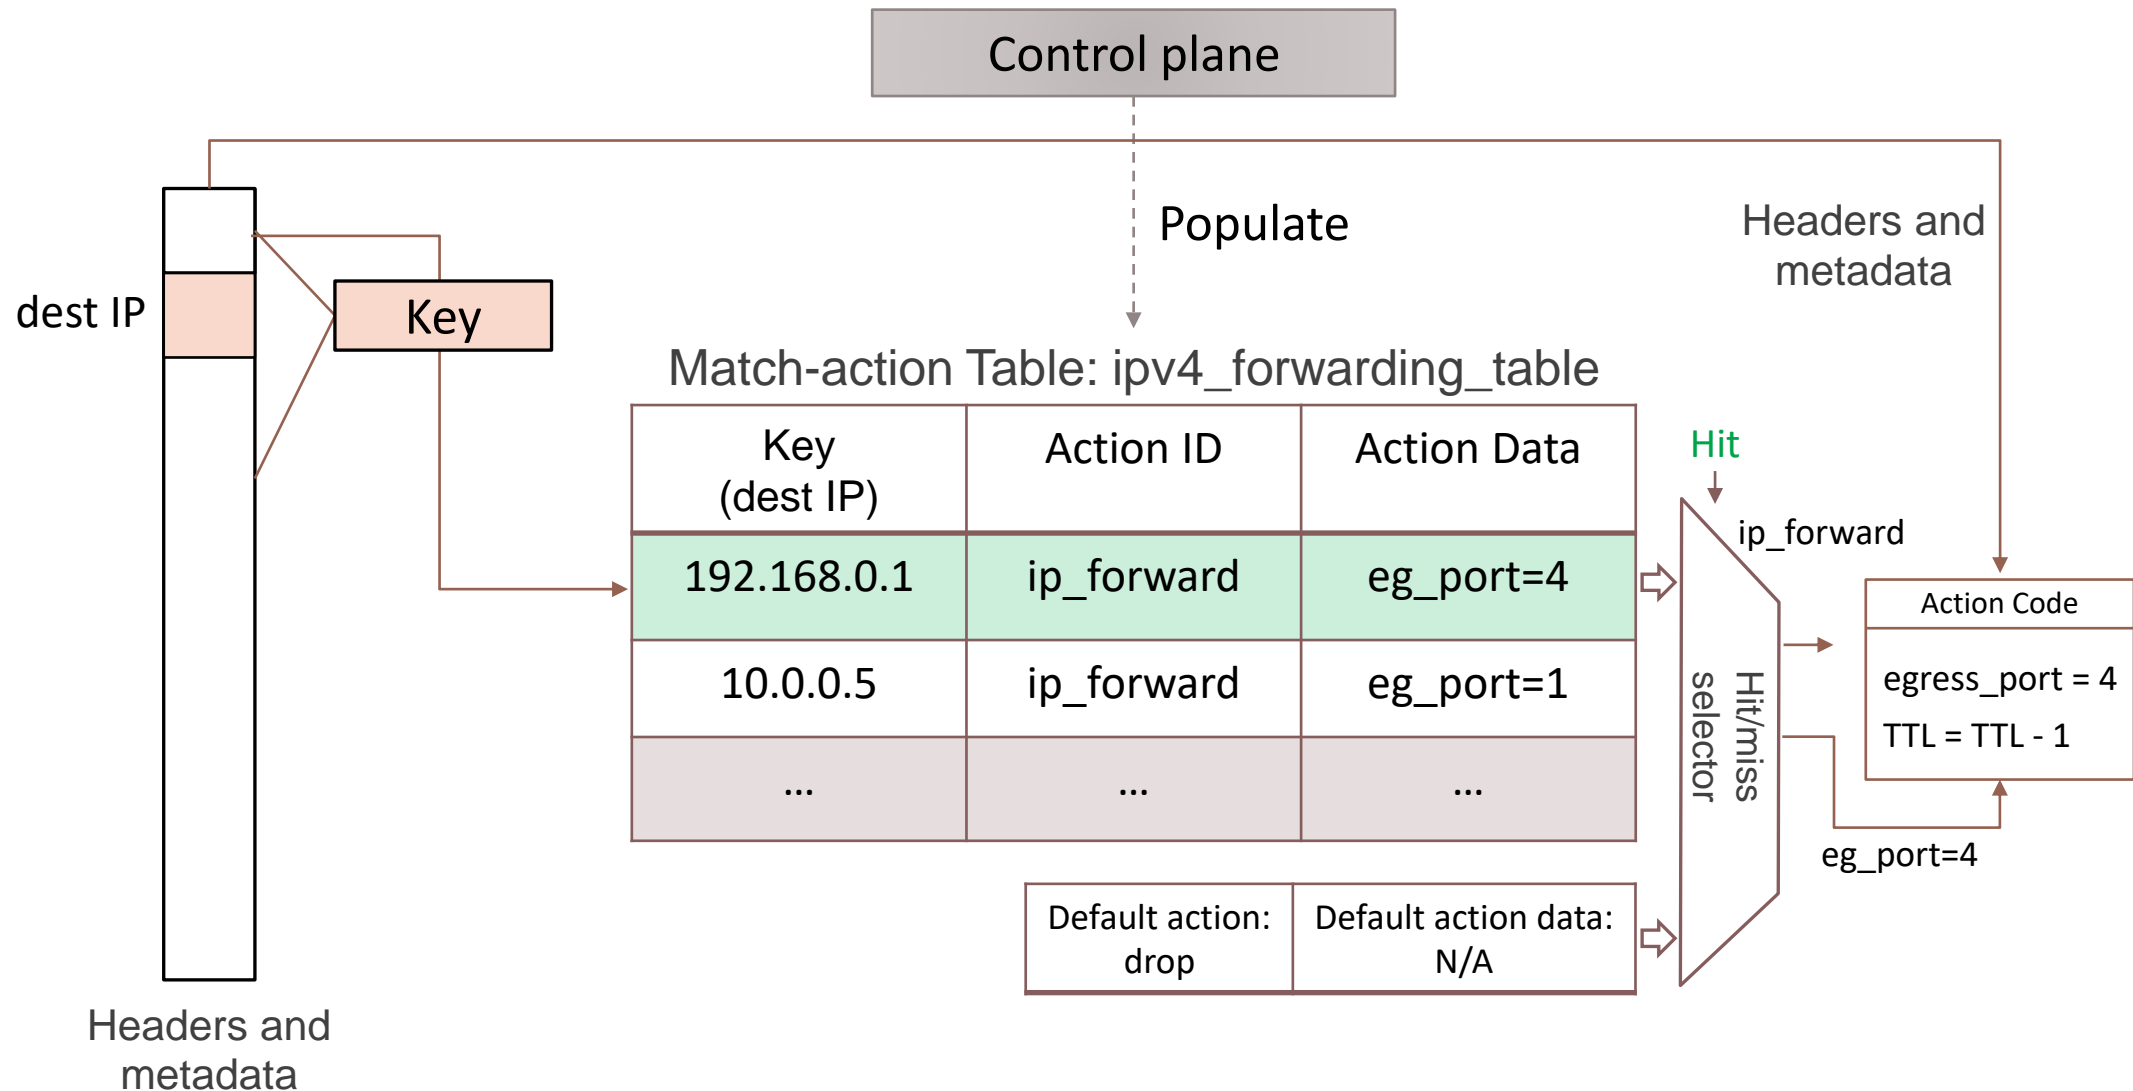 Control plane
Populate
Headers and
metadata
dest IP
Key
Match-action Table: ipv4_forwarding_table
Key
(dest IP)
Action ID
Action Data
192.168.0.1
ip_forward
eg_port=4
10.0.0.5
ip_forward
eg_port=1
...
...
...
Default action:
drop
Default action data:
N/A
Hit
ip_forward
Hit/miss
selector
Action Code
egress_port = 4
TTL = TTL - 1
eg_port=4
Headers and
metadata